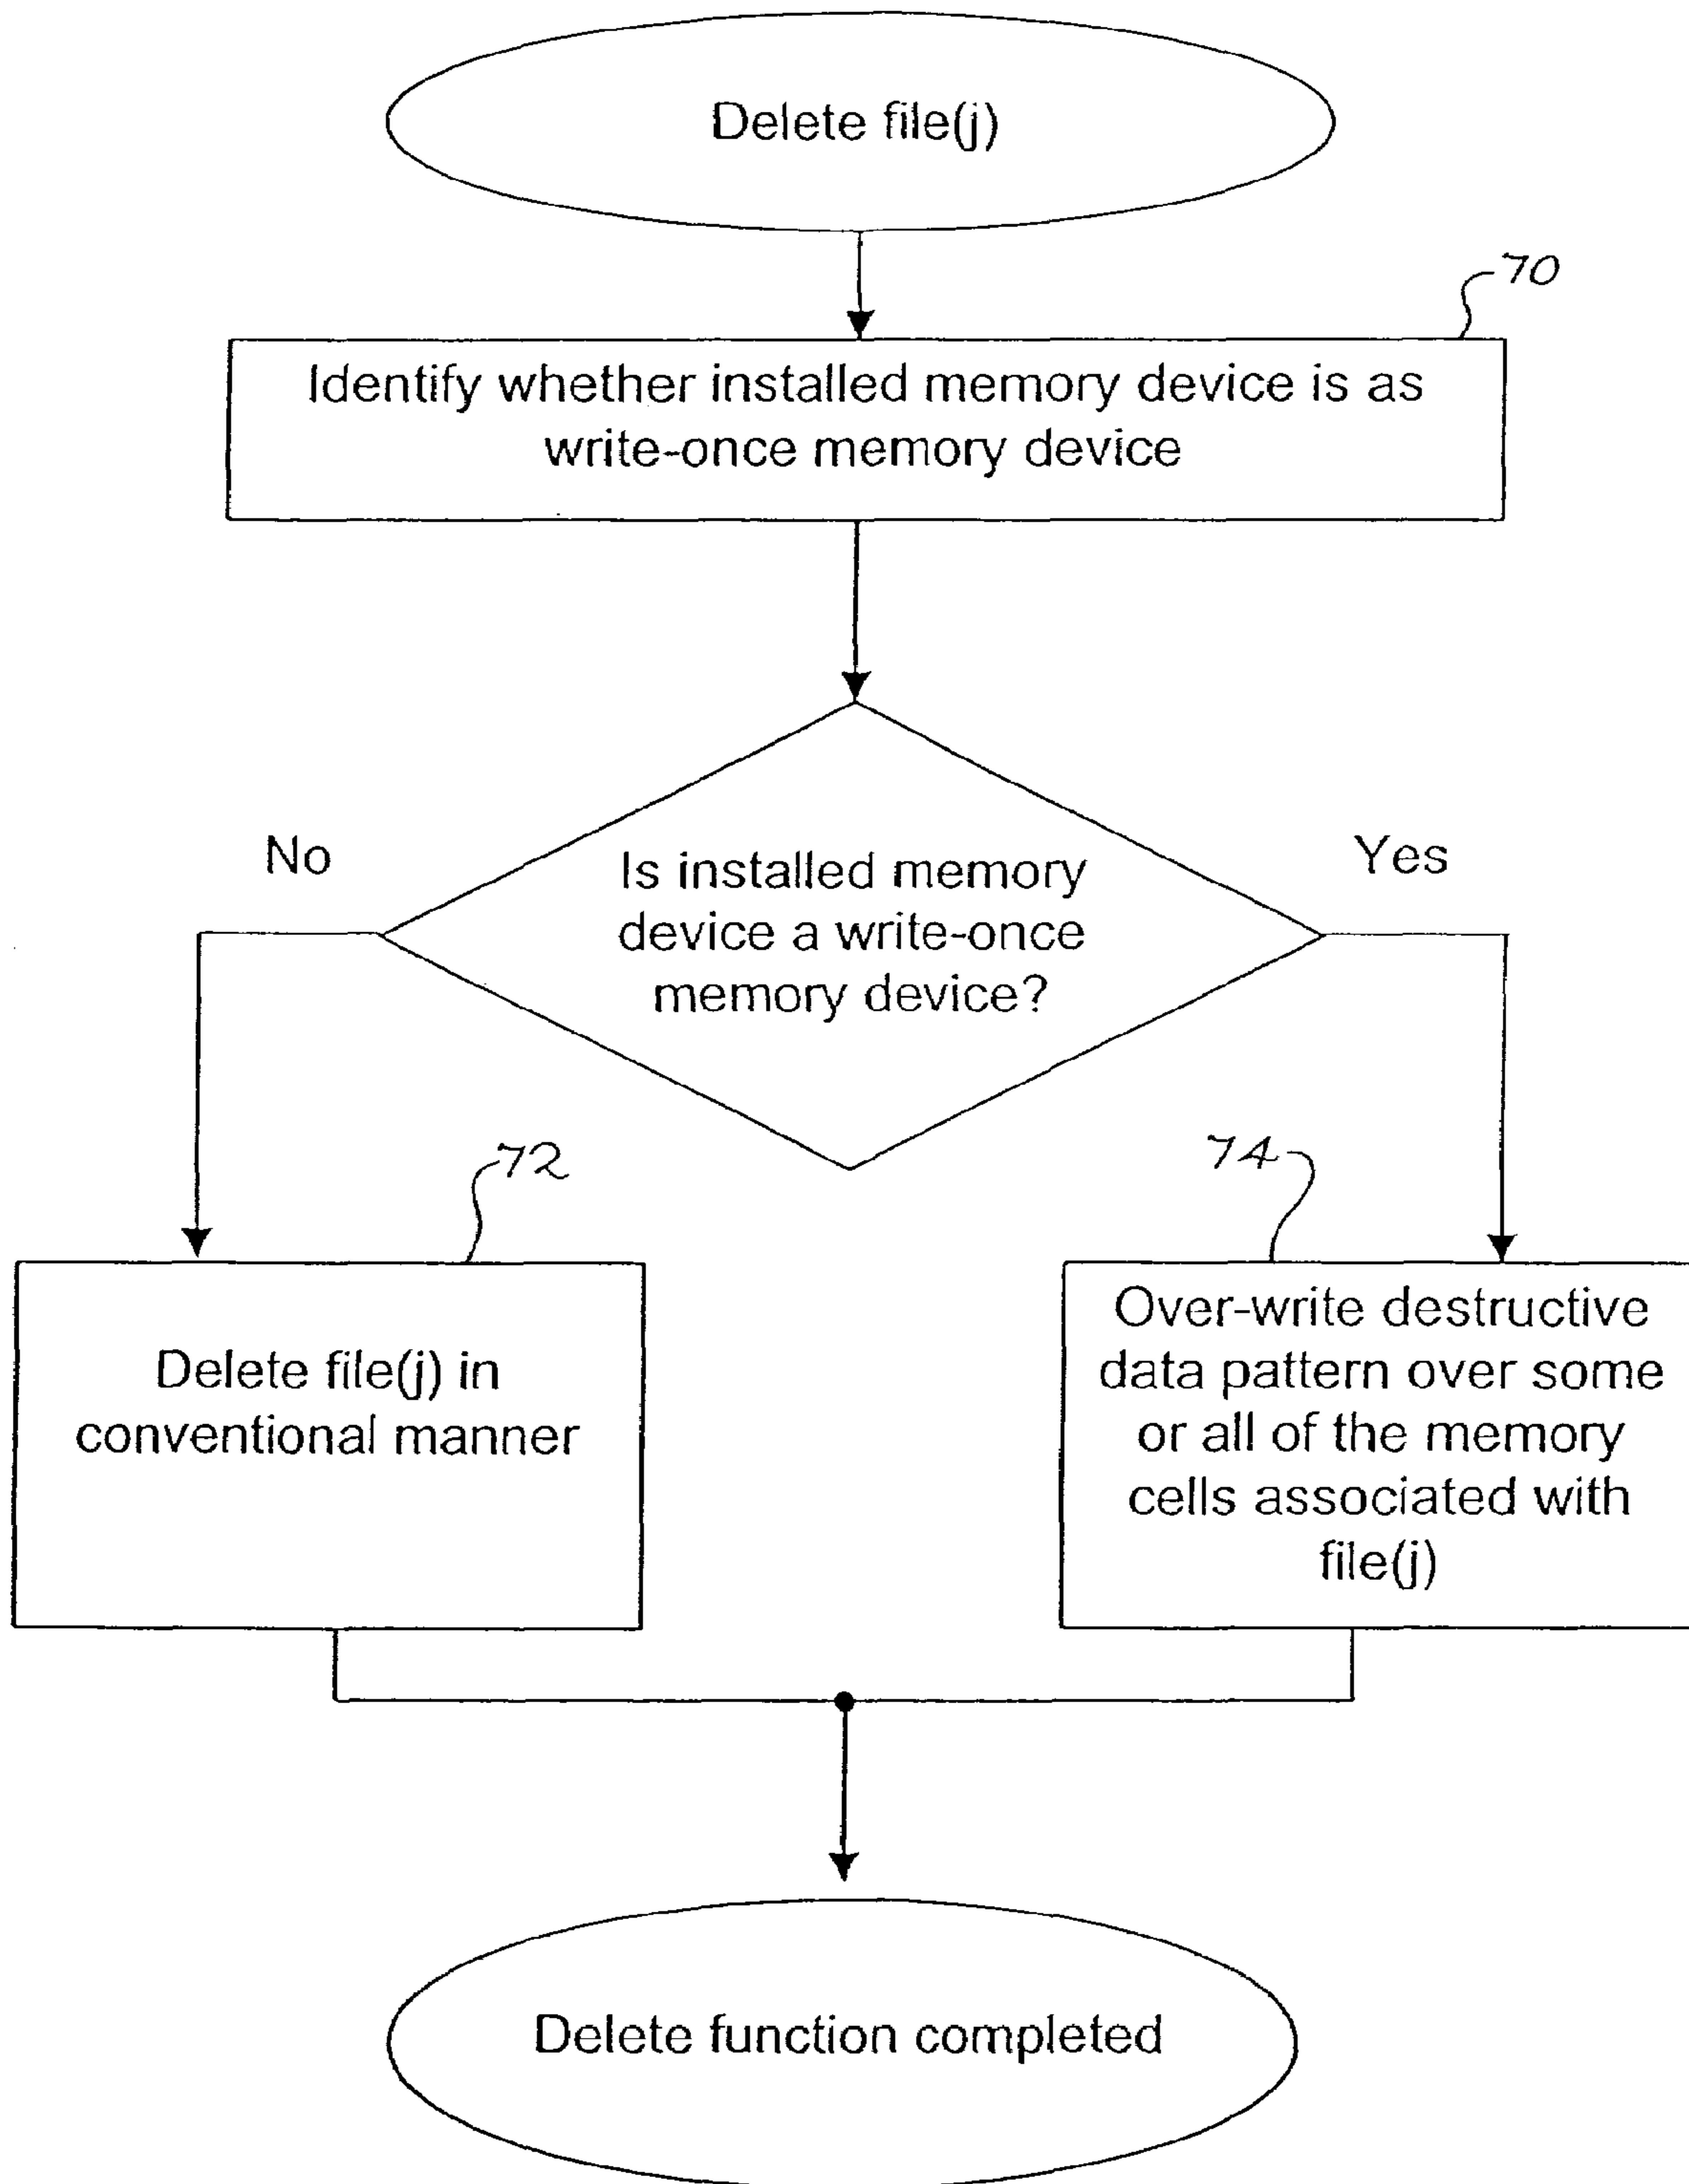 Delete file(j)
70
Identify whether installed memory device is as
write-once memory device
No
Yes
Is installed memory
device a write-once
memory device?
72
74
Delete file(j) in
conventional manner
Over-write destructive
data pattern over some
or all of the memory
cells associated with
file(j)
Delete function completed